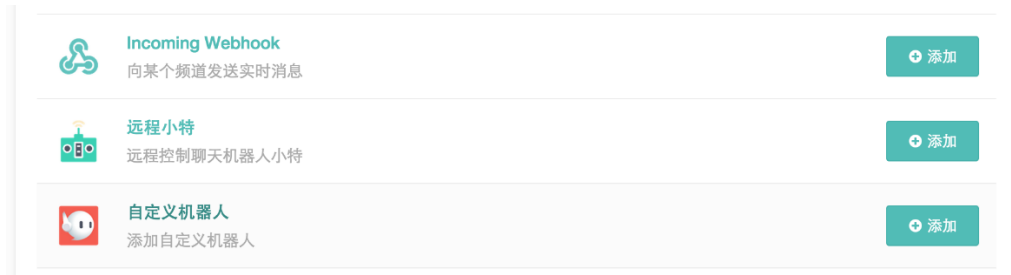 Incoming Webhook
向某个频道发送实时消息
添加
远程小特
远程控制聊天机器人小特
添加
自定义机器人
添加自定义机器人
添加